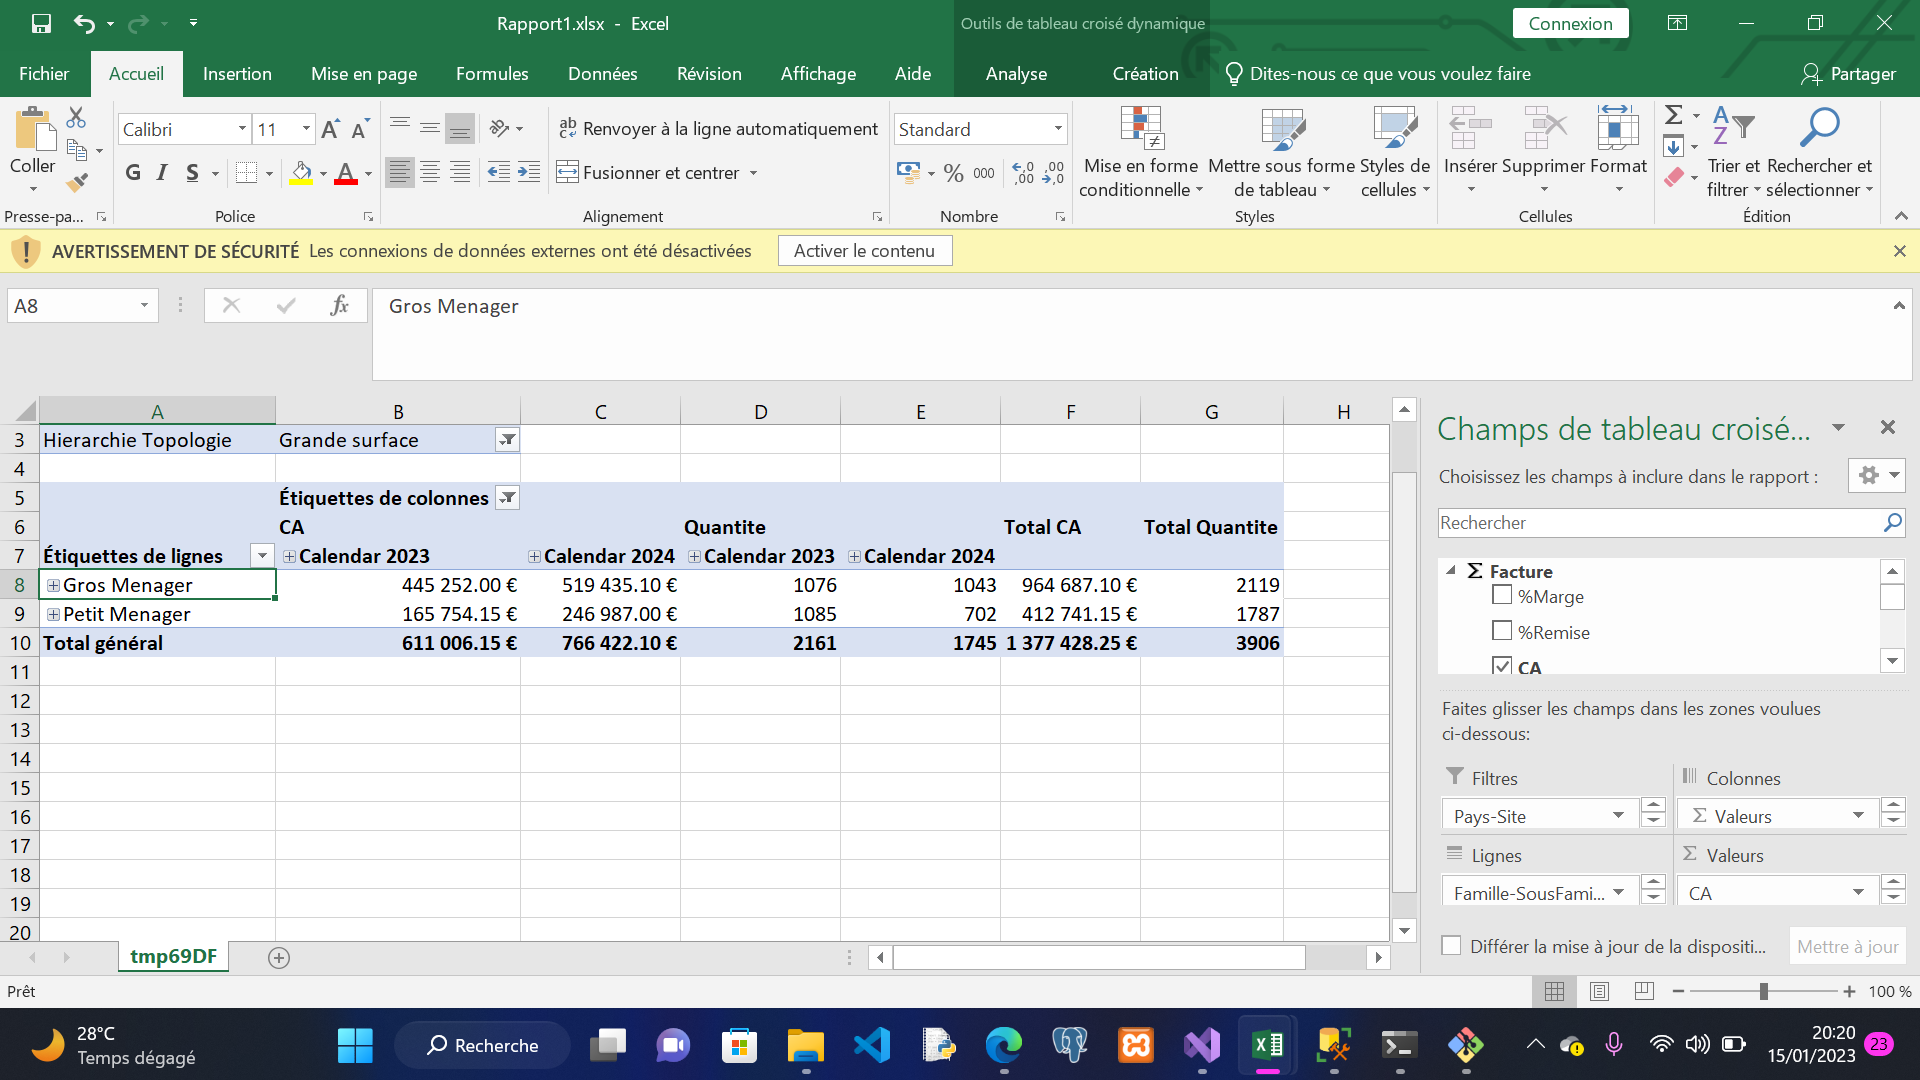 Rapport1.xlsx - Excel
Outils de tableau croisé dynamique
Connexion
Fichier Accueil Insertion Mise en page Formules Données Révision Affichage Aide Analyse Création Dites-nous ce que vous voulez faire Partager
Coller
Calibri 11
G I S
Renvoyer à la ligne automatiquement
Fusionner et centrer
Standard
% 000
Mise en forme conditionnelle
Mettre sous forme de tableau
Styles de cellules
Insérer Supprimer Format
Trier et filtrer
Rechercher et sélectionner
Presse-pa... Police Alignement Nombre Styles Cellules Édition
AVERTISSEMENT DE SÉCURITÉ Les connexions de données externes ont été désactivées Activer le contenu
A8 fx Gros Menager
A B C D E F G H
3 Hierarchie Topologie Grande surface
4
5 Étiquettes de colonnes
6 CA Quantite Total CA Total Quantite
7 Étiquettes de lignes Calendar 2023 Calendar 2024 Calendar 2023 Calendar 2024
8 Gros Menager 445 252.00 € 519 435.10 € 1076 1043 964 687.10 € 2119
9 Petit Menager 165 754.15 € 246 987.00 € 1085 702 412 741.15 € 1787
10 Total général 611 006.15 € 766 422.10 € 2161 1745 1 377 428.25 € 3906
11
12
13
14
15
16
17
18
19
20
Champs de tableau croisé...
Choisissez les champs à inclure dans le rapport :
Rechercher
Σ Facture
%Marge
%Remise
CA
Faites glisser les champs dans les zones voulues
ci-dessous:
Filtres
Pays-Site
Colonnes
Σ Valeurs
Lignes
Famille-SousFami...
Σ Valeurs
CA
Différer la mise à jour de la dispositi... Mettre à jour
tmp69DF
Prêt
100 %
28°C
Temps dégagé
Recherche
20:20
15/01/2023
23